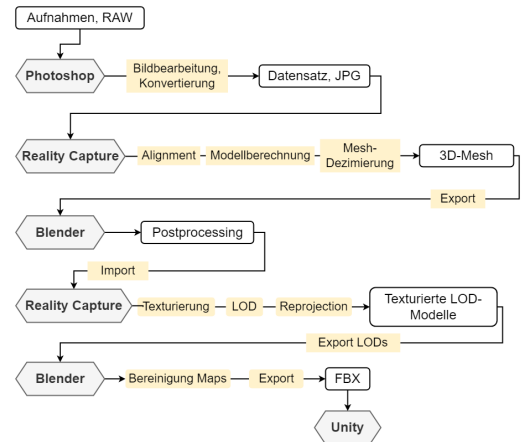 Aufnahmen, RAW
Photoshop
Bildbearbeitung,
Konvertierung
Datensatz, JPG
Reality Capture
Alignment
Modellberechnung
Mesh-
Dezimierung
3D-Mesh
Export
Blender
Postprocessing
Import
Reality Capture
Texturierung
LOD
Reprojection
Texturierte LOD-
Modelle
Export LODs
Blender
Bereinigung Maps
Export
FBX
Unity